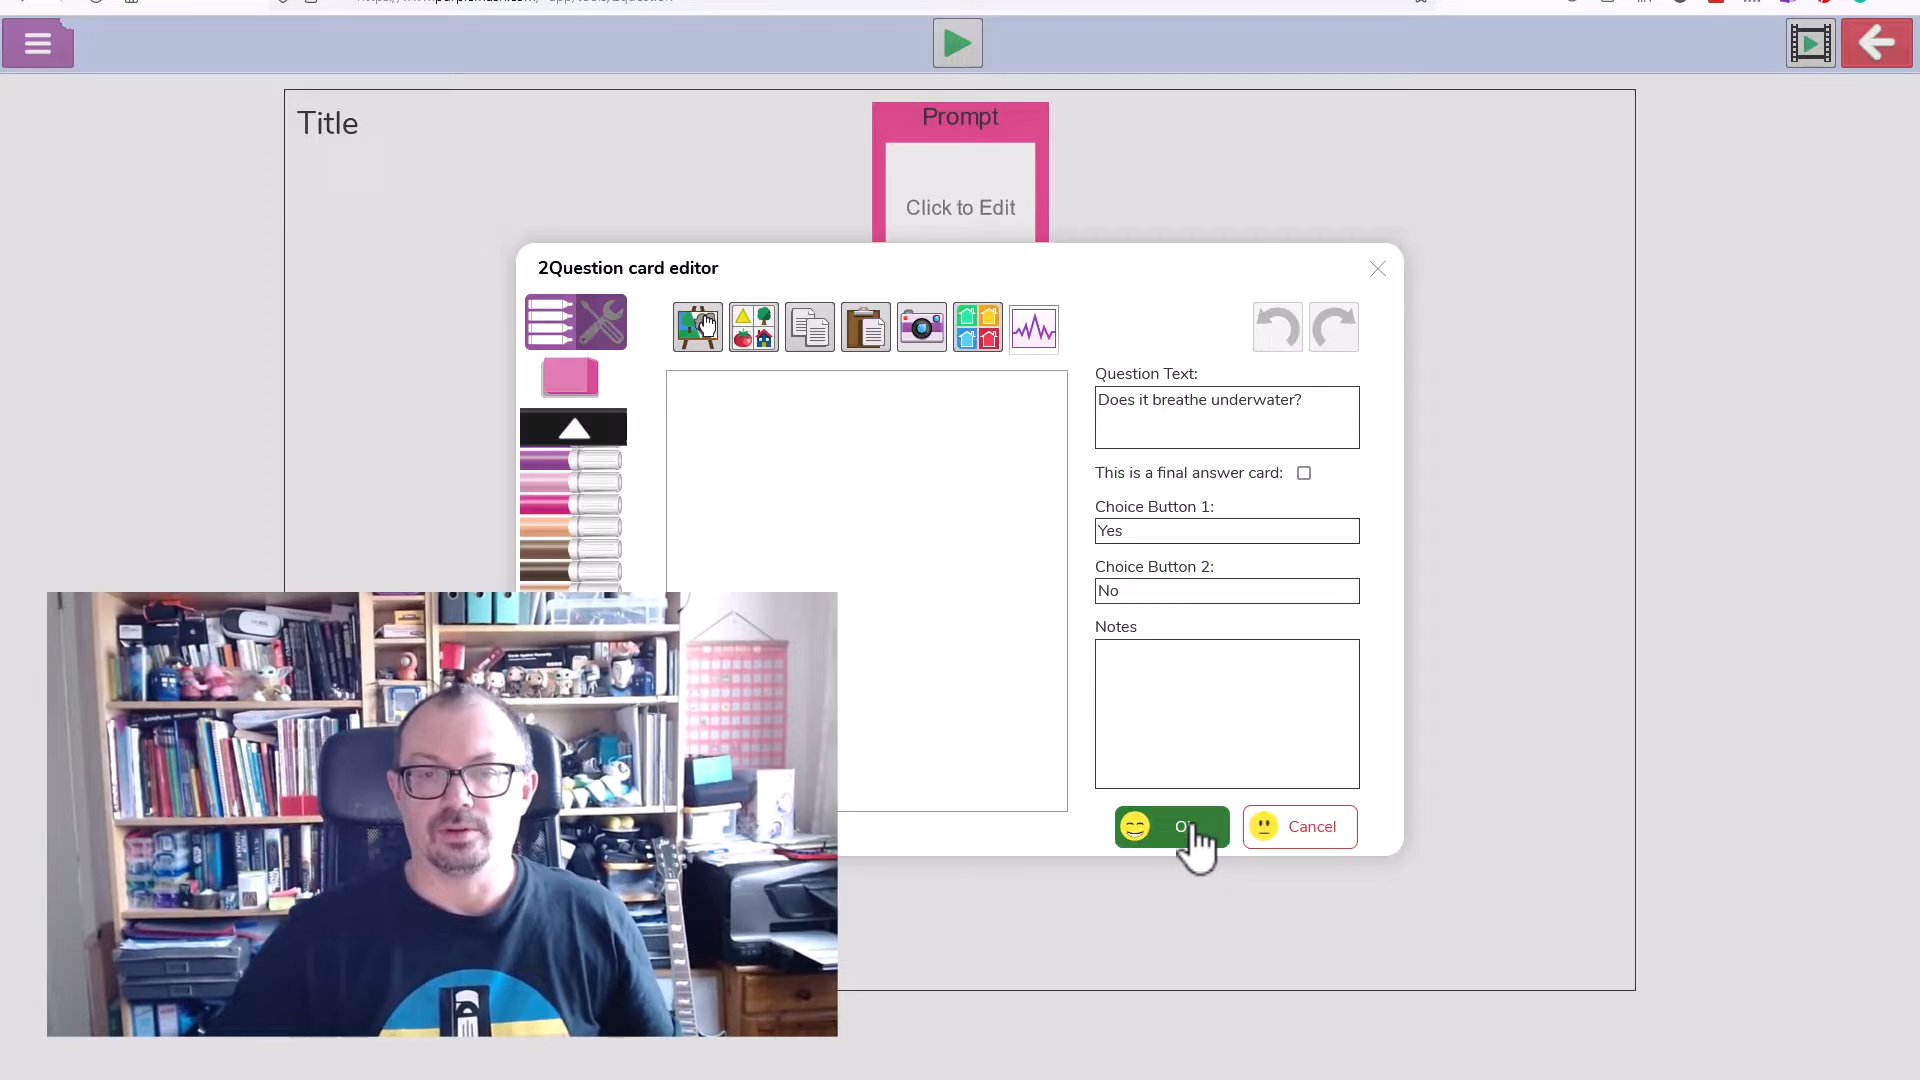 Title
Prompt
Click to Edit
2Question card editor
Question Text:
Does it breathe underwater?
This is a final answer card:
Choice Button 1:
Yes
Choice Button 2:
No
Notes
Cancel